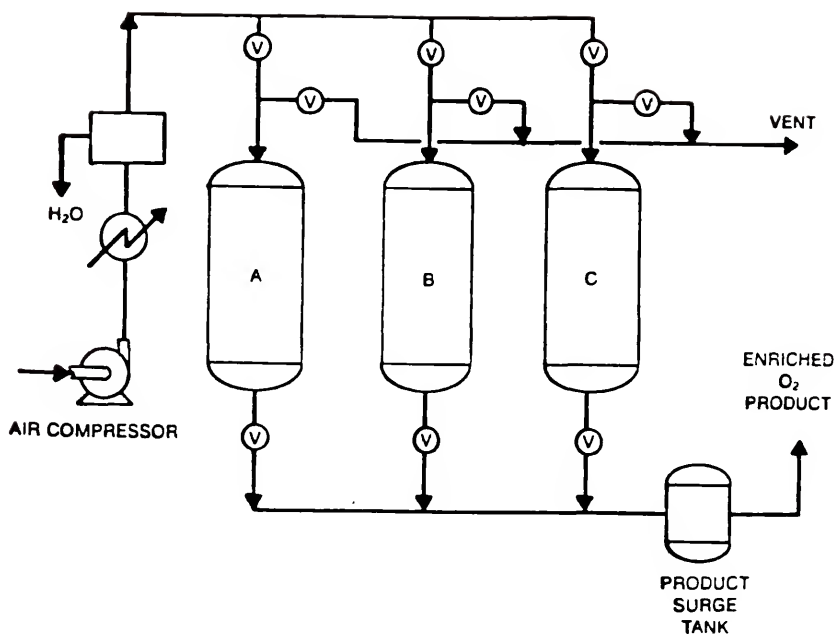 V
V
V
V
V
V
VENT
H₂O
A
B
C
ENRICHED
O₂
PRODUCT
AIR COMPRESSOR
V
V
V
PRODUCT
SURGE
TANK